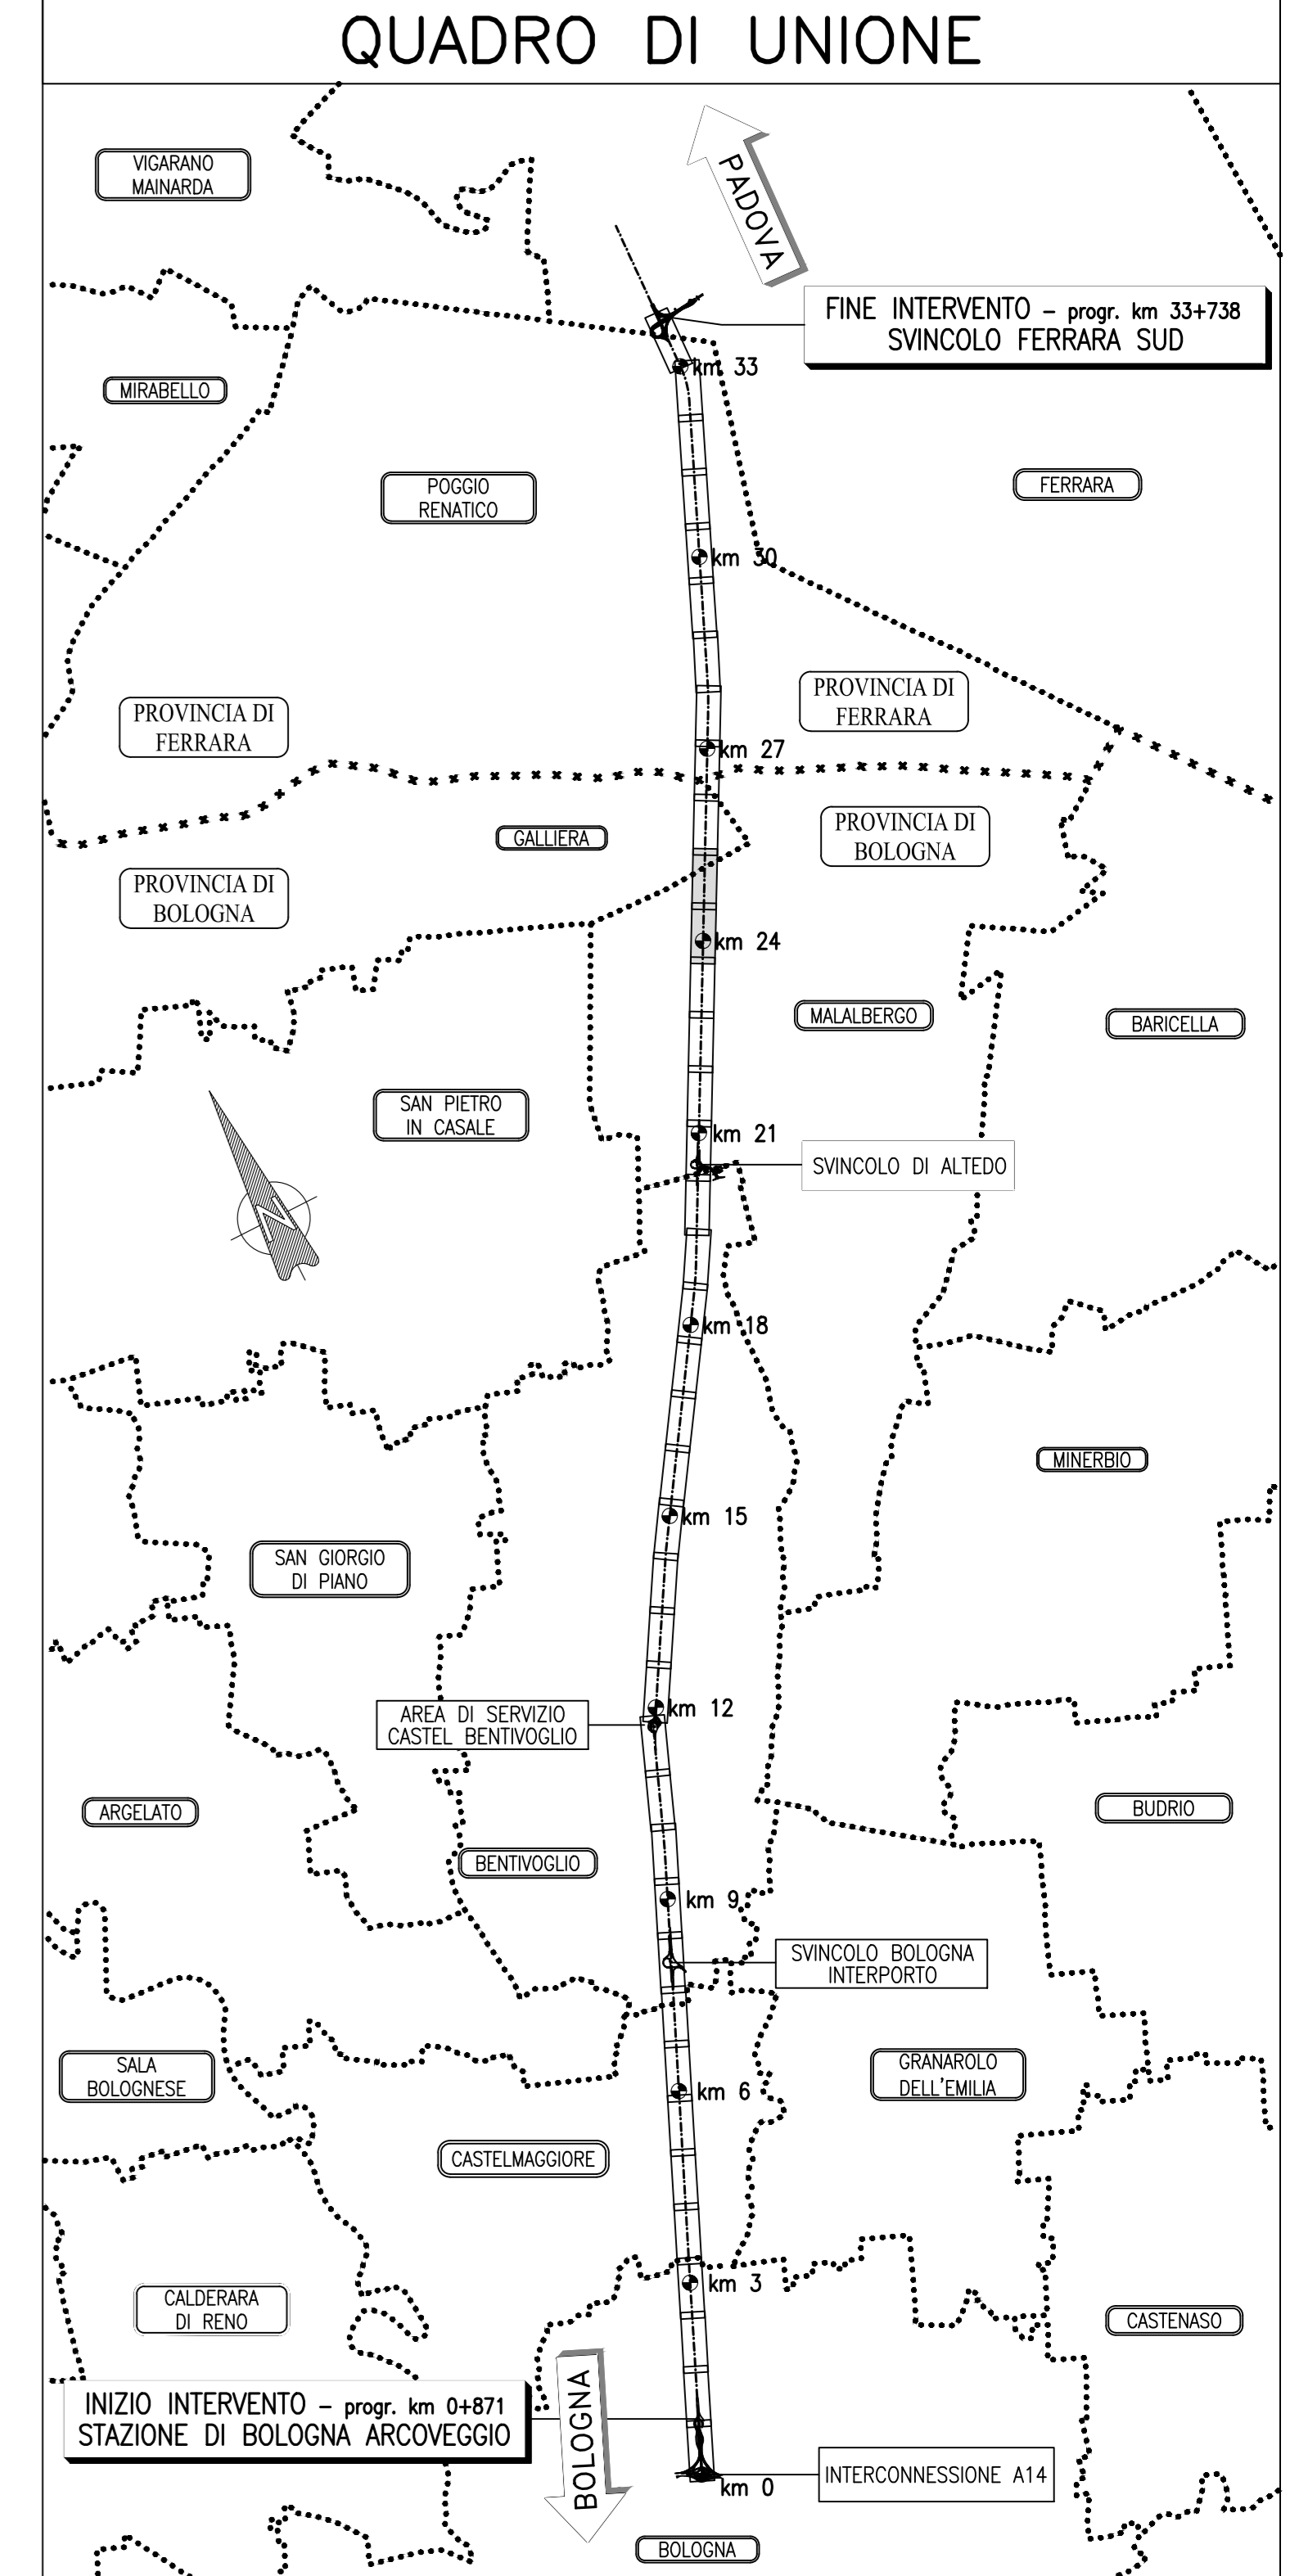 QUADRO DI UNIONE
VIGARANO
MAINARDA
PADOVA
FINE INTERVENTO – progr. km 33+738
SVINCOLO FERRARA SUD
km 33
MIRABELLO
POGGIO
RENATICO
FERRARA
km 30
PROVINCIA DI
FERRARA
PROVINCIA DI
FERRARA
km 27
GALLIERA
PROVINCIA DI
BOLOGNA
PROVINCIA DI
BOLOGNA
km 24
MALALBERGO
BARICELLA
SAN PIETRO
IN CASALE
km 21
SVINCOLO DI ALTEDO
N
km 18
MINERBIO
km 15
SAN GIORGIO
DI PIANO
km 12
AREA DI SERVIZIO
CASTEL BENTIVOGLIO
ARGELATO
BUDRIO
BENTIVOGLIO
km 9
SVINCOLO BOLOGNA
INTERPORTO
SALA
BOLOGNESE
GRANAROLO
DELL'EMILIA
km 6
CASTELMAGGIORE
km 3
CALDERARA
DI RENO
CASTENASO
INIZIO INTERVENTO – progr. km 0+871
STAZIONE DI BOLOGNA ARCOVEGGIO
BOLOGNA
INTERCONNESSIONE A14
km 0
BOLOGNA